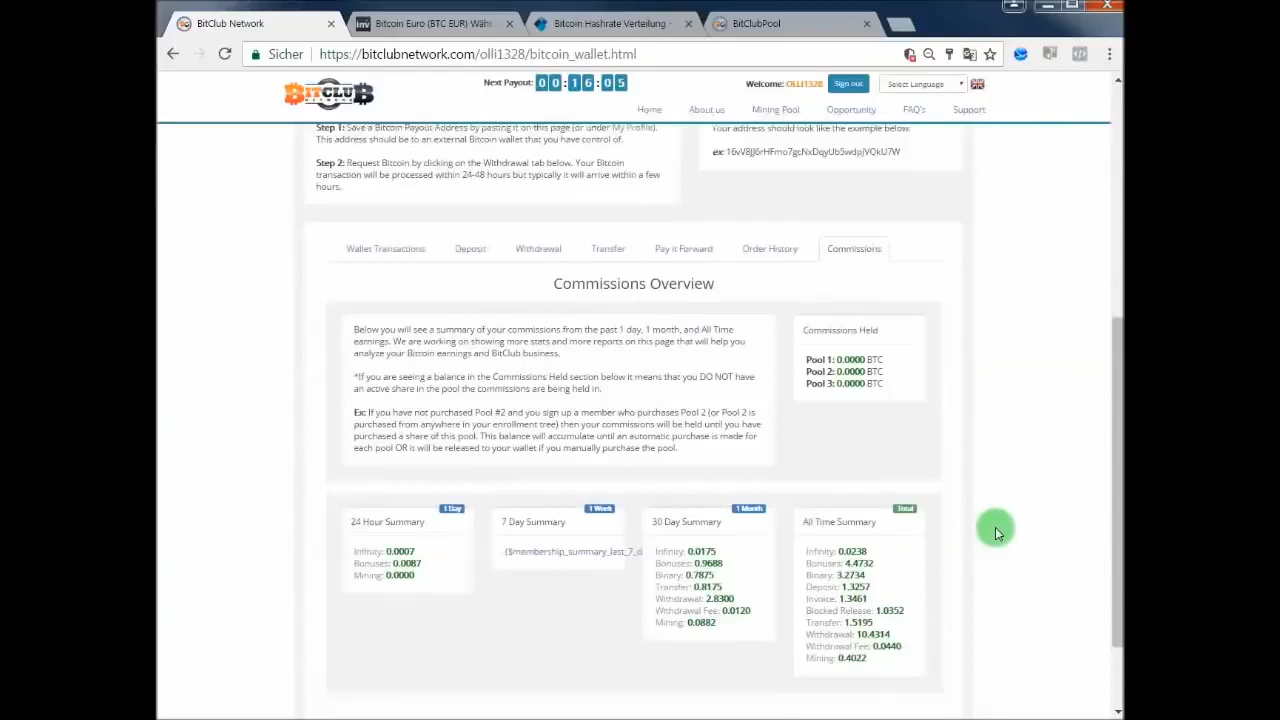 BitClub Network
Bitcoin Euro (BTC EUR) Wäh
Bitcoin Hashrate Verteilung -
BitClubPool
Sicher
https://bitclubnetwork.com/olli1328/bitcoin_wallet.html
BITCLUB
NETWORK
Next Payout: 00:16:05
Welcome: OLLI1328
Sign out
Select Language
Home
About us
Mining Pool
Opportunity
FAQ's
Support
Step 1: Save a Bitcoin Payout Address by pasting it on this page (or under My Profile).
This address should be to an external Bitcoin wallet that you have control of.
Step 2: Request Bitcoin by clicking on the Withdrawal tab below. Your Bitcoin
transaction will be processed within 24-48 hours but typically it will arrive within a few
hours.
Your address should look like the example below.
Wallet Transactions
Deposit
Withdrawal
Transfer
Pay it Forward
Order History
Commissions
Commissions Overview
Below you will see a summary of your commissions from the past 1 day, 1 month, and All Time
earnings. We are working on showing more stats and more reports on this page that will help you
analyze your Bitcoin earnings and BitClub business.
*If you are seeing a balance in the Commissions Held section below it means that you DO NOT have
an active share in the pool the commissions are being held in.
Ex: If you have not purchased Pool #2 and you sign up a member who purchases Pool 2 (or Pool 2 is
purchased from anywhere in your enrollment tree) then your commissions will be held until you have
purchased a share of this pool. This balance will accumulate until an automatic purchase is made for
each pool OR it will be released to your wallet if you manually purchase the pool.
Commissions Held
Pool 1: 0.0000 BTC
Pool 2: 0.0000 BTC
Pool 3: 0.0000 BTC
1 Day
24 Hour Summary
Infinity: 0.0007
Bonuses: 0.0087
Mining: 0.0000
1 Week
7 Day Summary
{$membership_summary_last_7_d
1 Month
30 Day Summary
Infinity: 0.0175
Bonuses: 0.9688
Binary: 0.7875
Transfer: 0.8175
Withdrawal: 2.8300
Withdrawal Fee: 0.0120
Mining: 0.0882
Total
All Time Summary
Infinity: 0.0238
Bonuses: 4.4732
Binary: 3.2734
Deposit: 1.3257
Invoice: 1.3461
Blocked Release: 1.0352
Transfer: 1.5195
Withdrawal: 10.4314
Withdrawal Fee: 0.0440
Mining: 0.4022